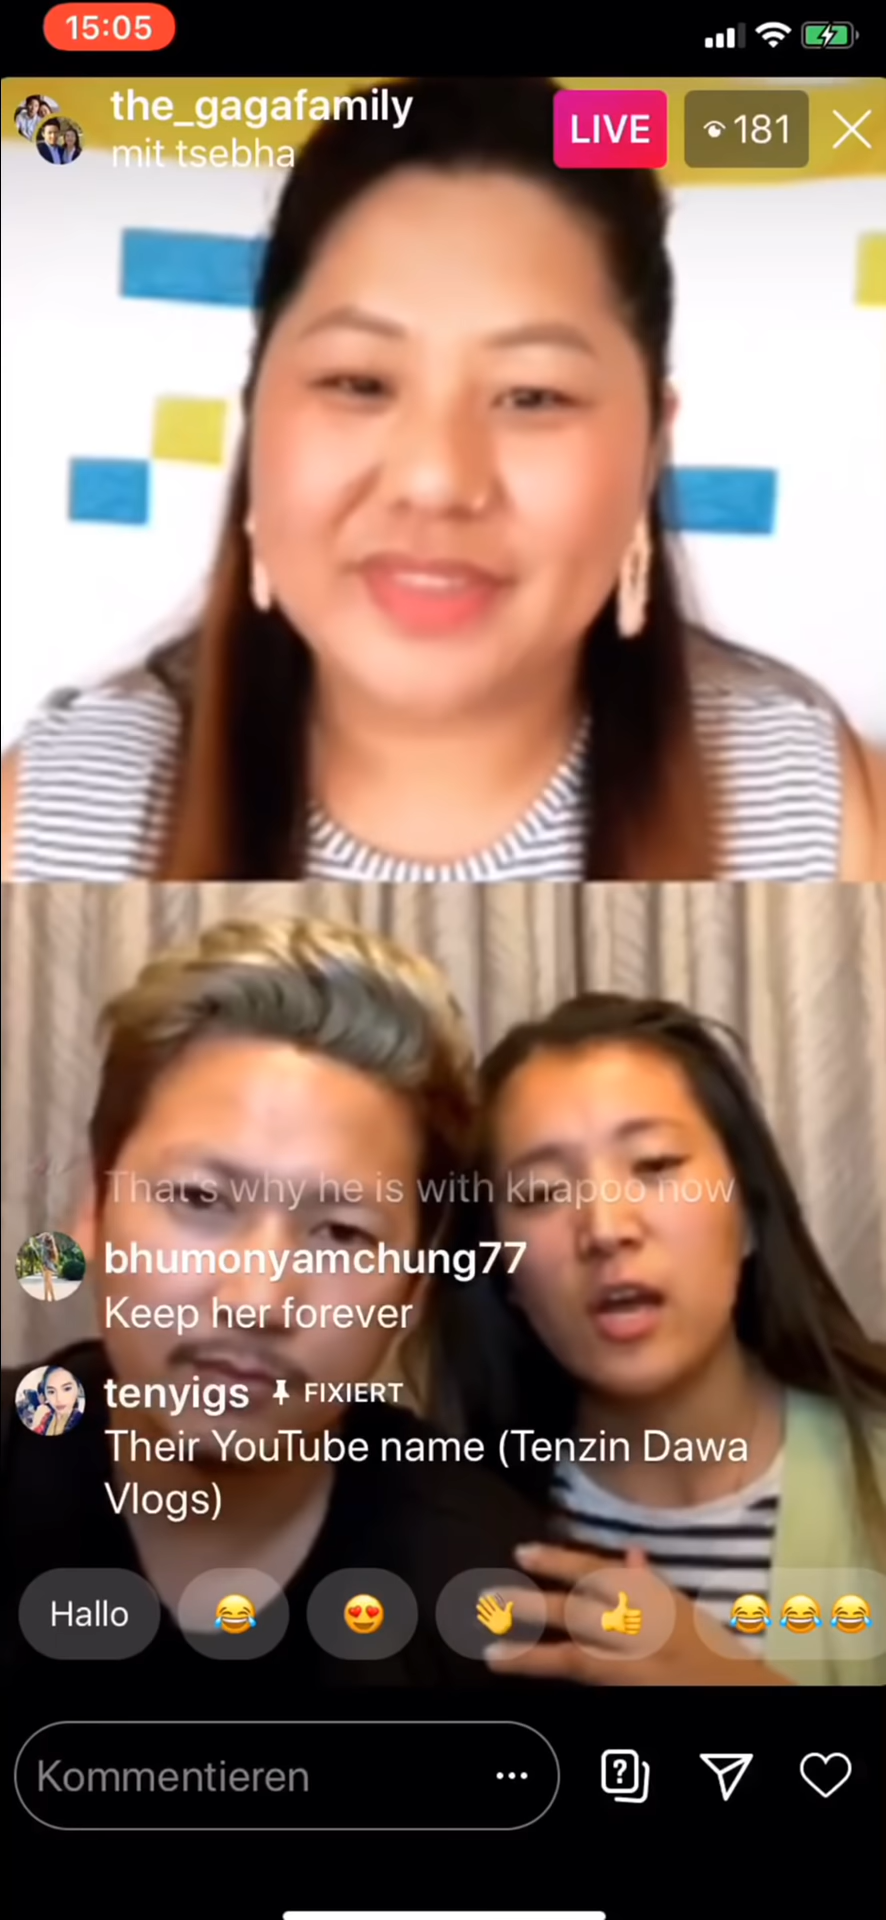 15:05
the_gagafamily
mit tsebha
LIVE
181
That's why he is with khapoo now
bhumonyamchung77
Keep her forever
tenyigs FIXIERT
Their YouTube name (Tenzin Dawa
Vlogs)
Hallo
Kommentieren